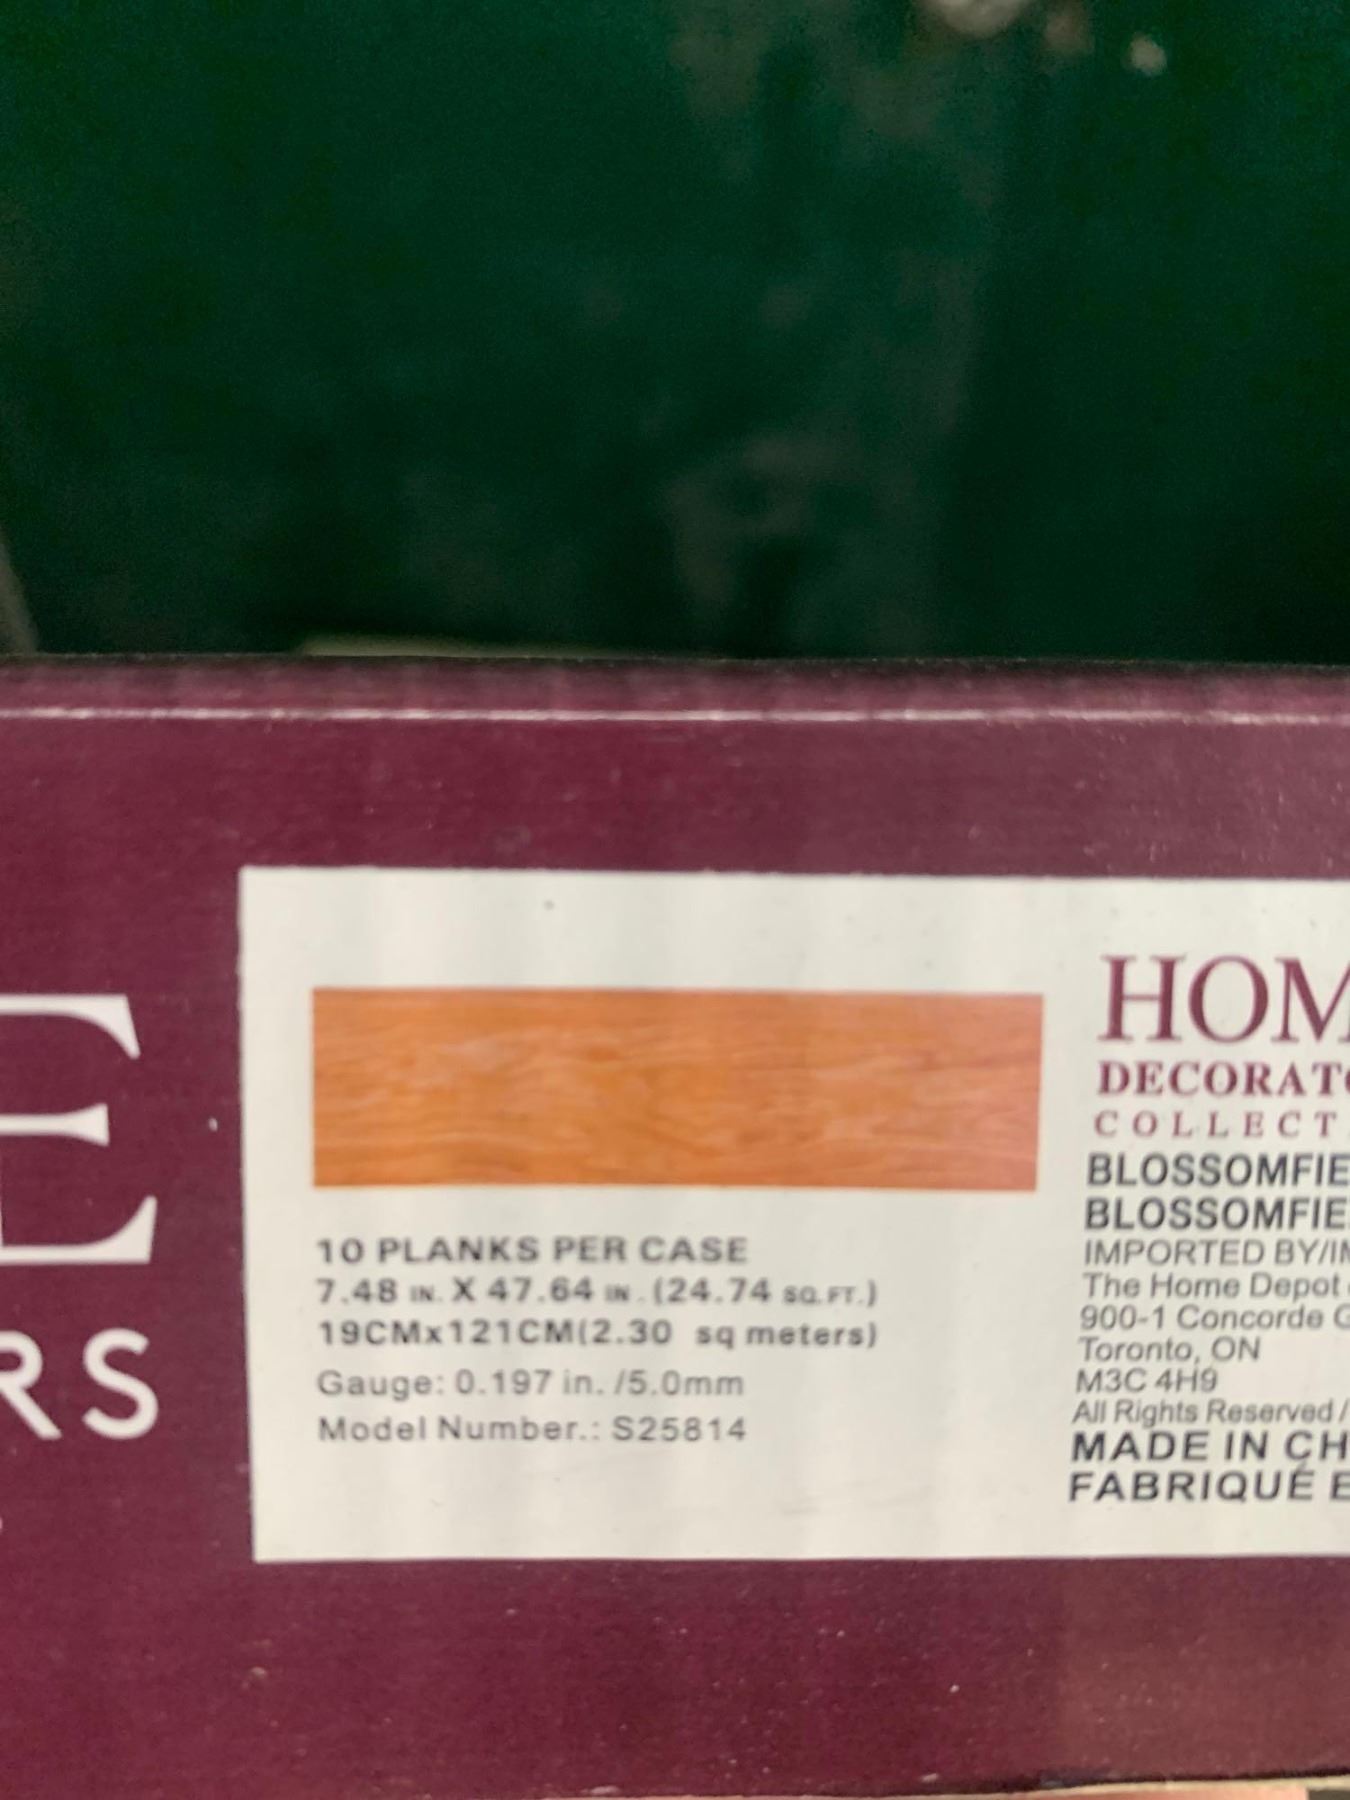 E
RS
10 PLANKS PER CASE
7.48 IN. X 47.64 IN. (24.74 SQ.FT.)
19CMx121CM(2.30 sq meters)
Gauge: 0.197 in. /5.0mm
Model Number.: S25814
HOM
DECORATO
COLLECT
BLOSSOMFIE
BLOSSOMFIE
IMPORTED BY/IM
The Home Depot
900-1 Concorde G
Toronto, ON
M3C 4H9
All Rights Reserved /
MADE IN CH
FABRIQUÉ E